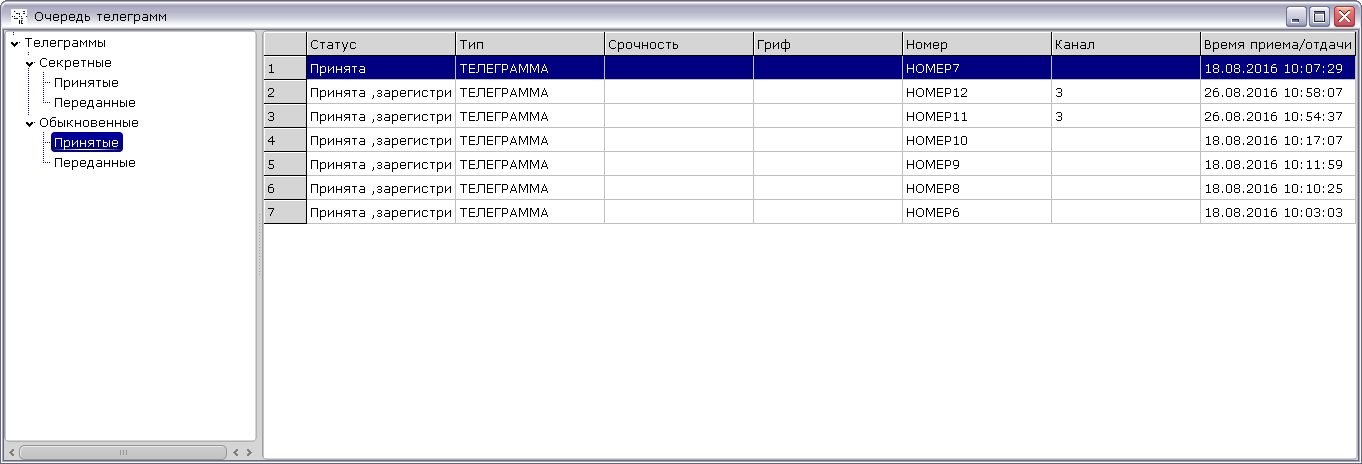 Очередь телеграмм
Телеграммы
Секретные
Принятые
Переданные
Обыкновенные
Принятые
Переданные
Статус Тип Срочность Гриф Номер Канал Время приема/отдачи
1 Принята ТЕЛЕГРАММА НОМЕР7 18.08.2016 10:07:29
2 Принята ,зарегистри ТЕЛЕГРАММА НОМЕР12 3 26.08.2016 10:58:07
3 Принята ,зарегистри ТЕЛЕГРАММА НОМЕР11 3 26.08.2016 10:54:37
4 Принята ,зарегистри ТЕЛЕГРАММА НОМЕР10 18.08.2016 10:17:07
5 Принята ,зарегистри ТЕЛЕГРАММА НОМЕР9 18.08.2016 10:11:59
6 Принята ,зарегистри ТЕЛЕГРАММА НОМЕР8 18.08.2016 10:10:25
7 Принята ,зарегистри ТЕЛЕГРАММА НОМЕР6 18.08.2016 10:03:03